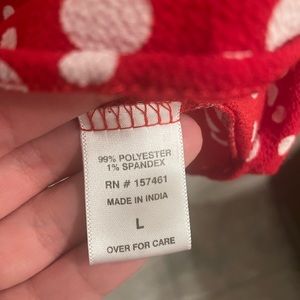 99% POLYESTER
1% SPANDEX
RN # 157461
MADE IN INDIA
L
OVER FOR CARE